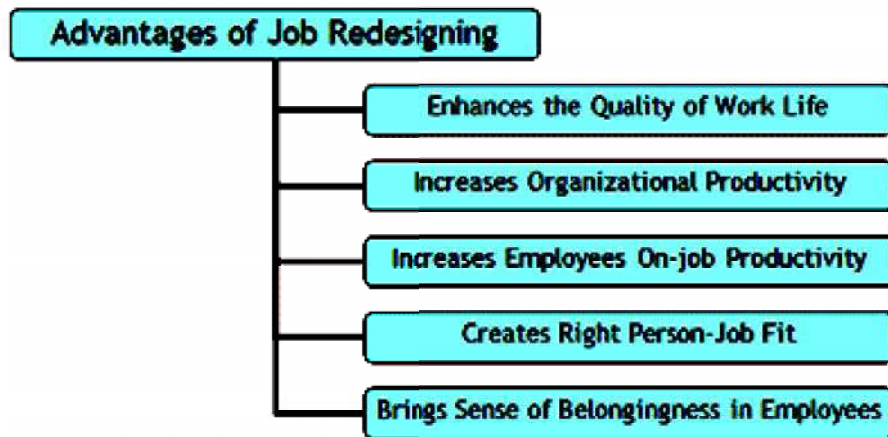 Advantages of Job Redesigning
Enhances the Quality of Work Life
Increases Organizational Productivity
Increases Employees On-job Productivity
Creates Right Person-Job Fit
Brings Sense of Belongingness in Employees